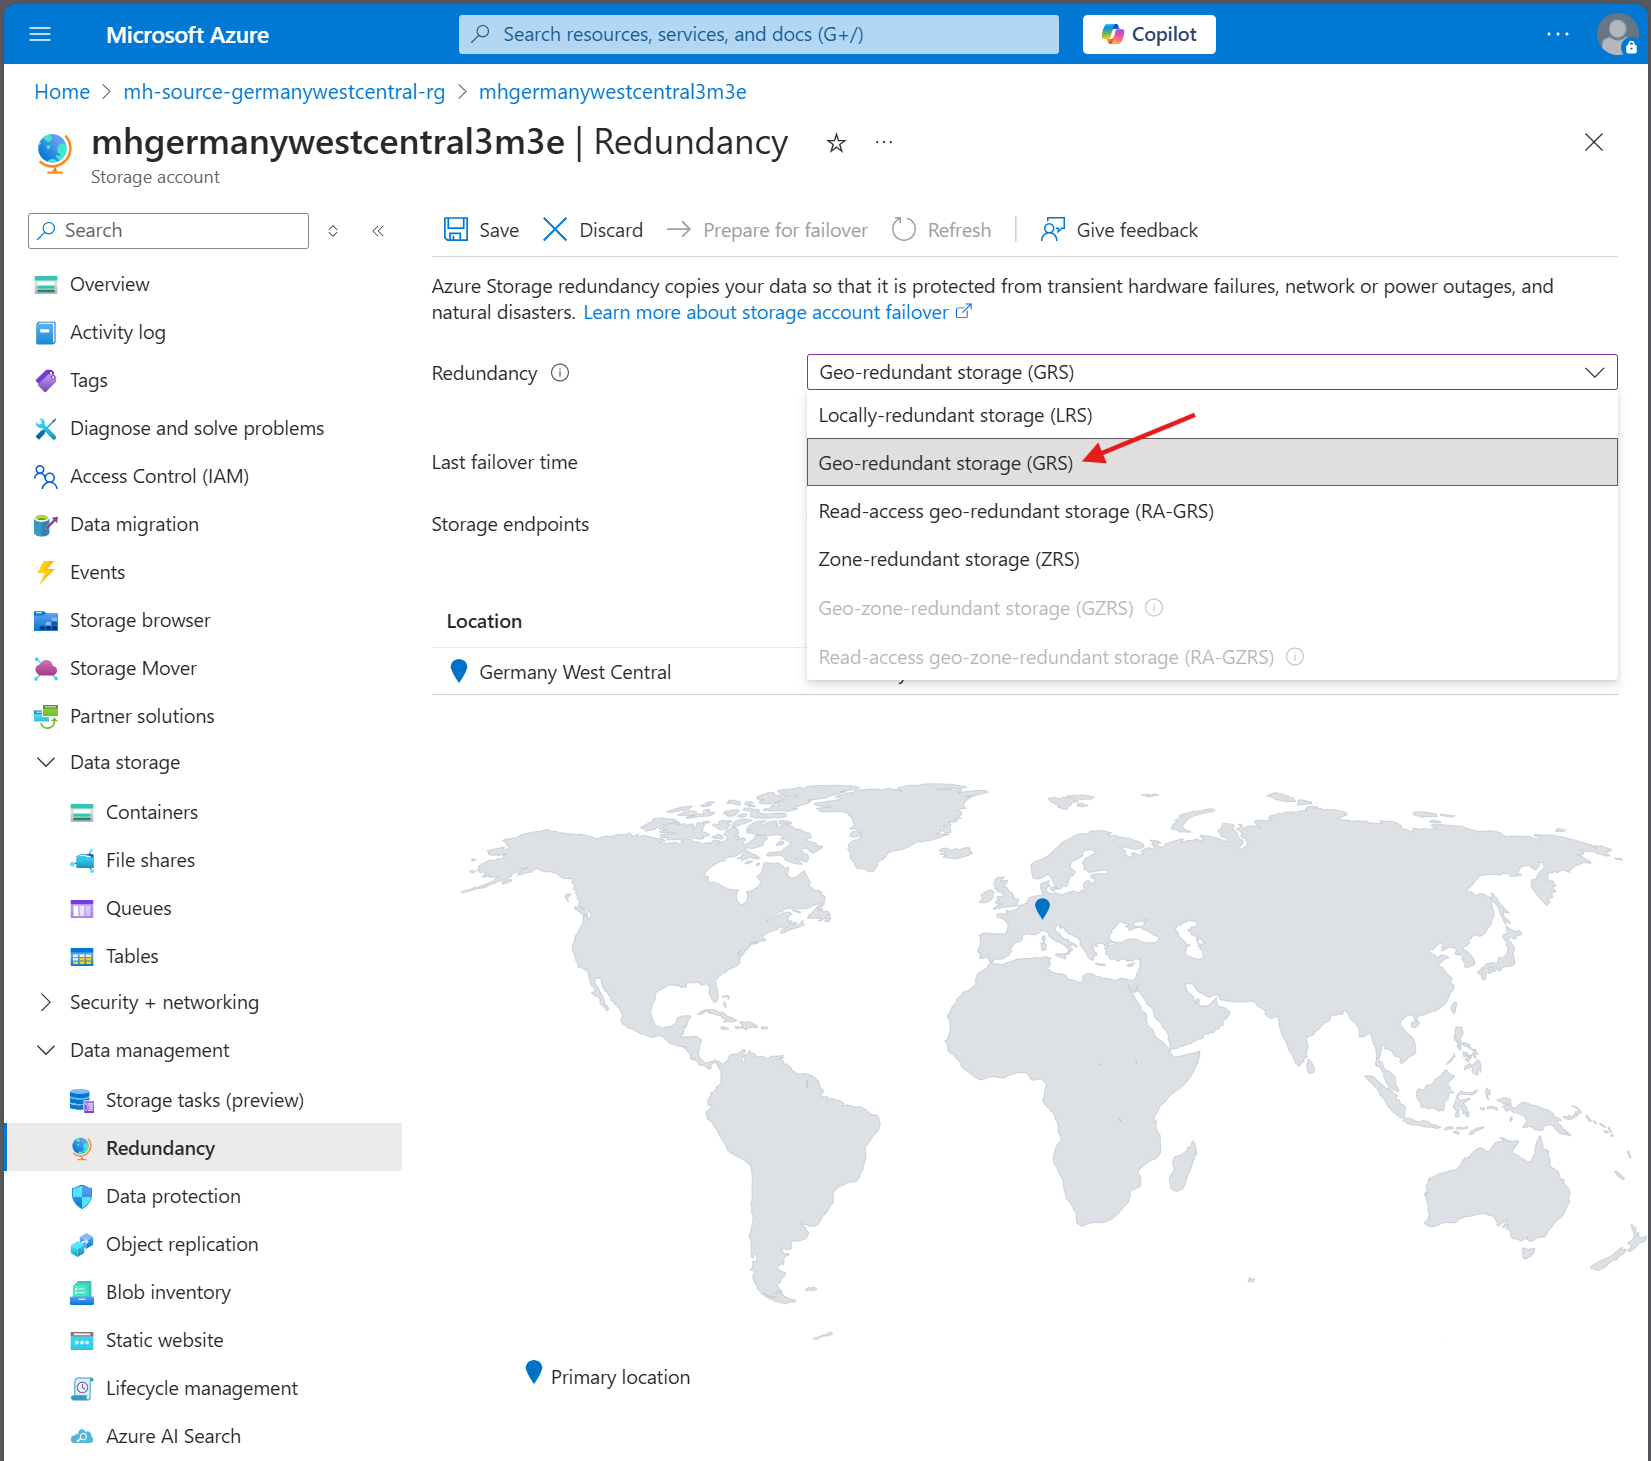 Microsoft Azure
Search resources, services, and docs (G+/)
Copilot
Home > mh-source-germanywestcentral-rg > mhgermanywestcentral3m3e
mhgermanywestcentral3m3e | Redundancy
Storage account
Search
Save
Discard
Prepare for failover
Refresh
Give feedback
Overview
Activity log
Tags
Diagnose and solve problems
Access Control (IAM)
Data migration
Events
Storage browser
Storage Mover
Partner solutions
Data storage
Containers
File shares
Queues
Tables
Security + networking
Data management
Storage tasks (preview)
Redundancy
Data protection
Object replication
Blob inventory
Static website
Lifecycle management
Azure AI Search
Azure Storage redundancy copies your data so that it is protected from transient hardware failures, network or power outages, and
natural disasters. Learn more about storage account failover
Redundancy
Geo-redundant storage (GRS)
Locally-redundant storage (LRS)
Geo-redundant storage (GRS)
Read-access geo-redundant storage (RA-GRS)
Zone-redundant storage (ZRS)
Geo-zone-redundant storage (GZRS)
Read-access geo-zone-redundant storage (RA-GZRS)
Last failover time
Storage endpoints
Location
Germany West Central
Primary location